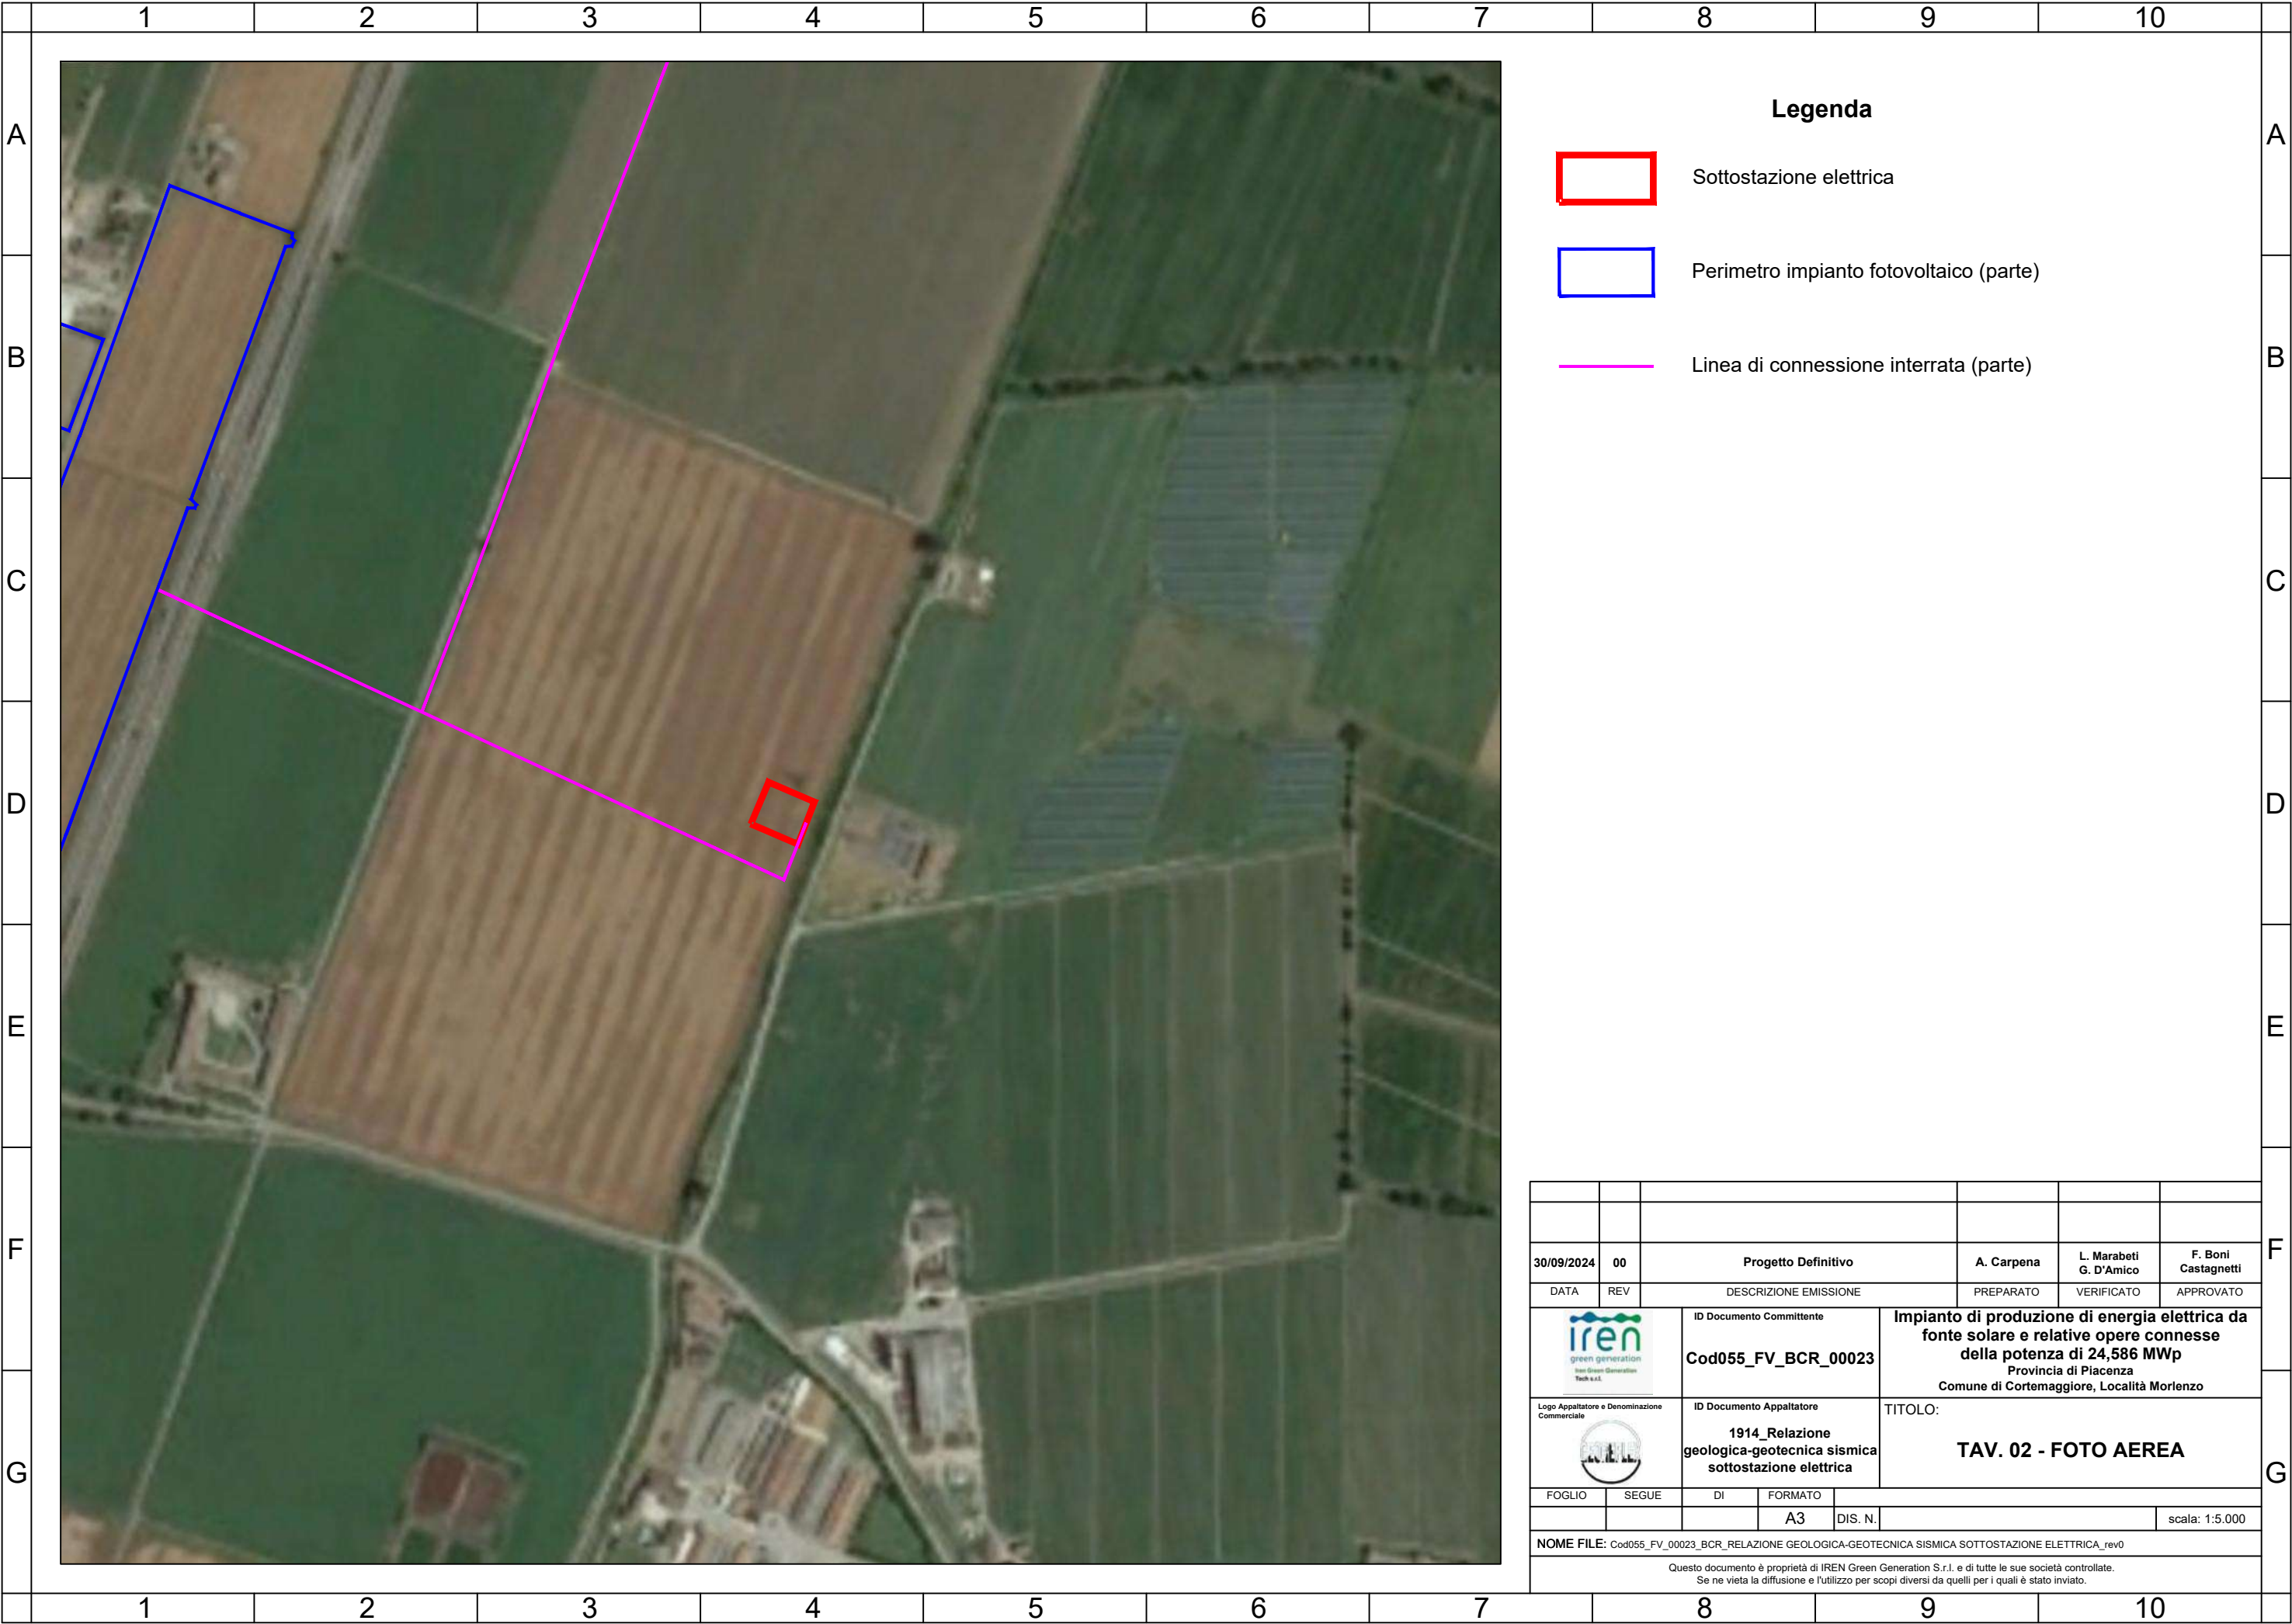 1 2 3 4 5 6 7 8 9 10
A A
B B
C C
D D
E E
F F
G G
Legenda
Sottostazione elettrica
Perimetro impianto fotovoltaico (parte)
Linea di connessione interrata (parte)
30/09/2024 00 Progetto Definitivo A. Carpena L. Marabeti F. Boni
G. D'Amico Castagnetti
DATA REV DESCRIZIONE EMISSIONE PREPARATO VERIFICATO APPROVATO
iren
green generation
Iren Green Generation
Tech s.r.l.
ID Documento Committente
Cod055_FV_BCR_00023
Impianto di produzione di energia elettrica da
fonte solare e relative opere connesse
della potenza di 24,586 MWp
Provincia di Piacenza
Comune di Cortemaggiore, Località Morlenzo
Logo Appaltatore e Denominazione
Commerciale
ID Documento Appaltatore
1914_Relazione
geologica-geotecnica sismica
sottostazione elettrica
TITOLO:
TAV. 02 - FOTO AEREA
FOGLIO SEGUE DI FORMATO
A3 DIS. N. scala: 1:5.000
NOME FILE: Cod055_FV_00023_BCR_RELAZIONE GEOLOGICA-GEOTECNICA SISMICA SOTTOSTAZIONE ELETTRICA_rev0
Questo documento è proprietà di IREN Green Generation S.r.l. e di tutte le sue società controllate.
Se ne vieta la diffusione e l'utilizzo per scopi diversi da quelli per i quali è stato inviato.
1 2 3 4 5 6 7 8 9 10